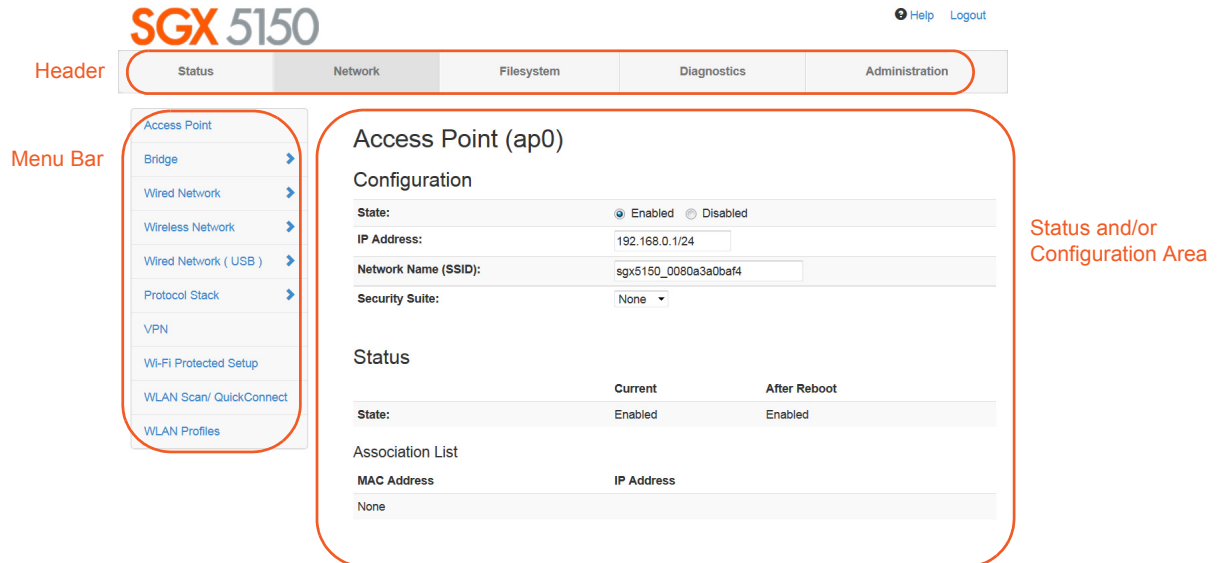 SGX 5150
Help Logout
Header
Status Network Filesystem Diagnostics Administration
Menu Bar
Access Point
Bridge
Wired Network
Wireless Network
Wired Network ( USB )
Protocol Stack
VPN
Wi-Fi Protected Setup
WLAN Scan/ QuickConnect
WLAN Profiles
Access Point (ap0)
Configuration
State: Enabled Disabled
IP Address: 192.168.0.1/24
Network Name (SSID): sgx5150_0080a3a0baf4
Security Suite: None
Status
Current After Reboot
State: Enabled Enabled
Association List
MAC Address IP Address
None
Status and/or
Configuration Area